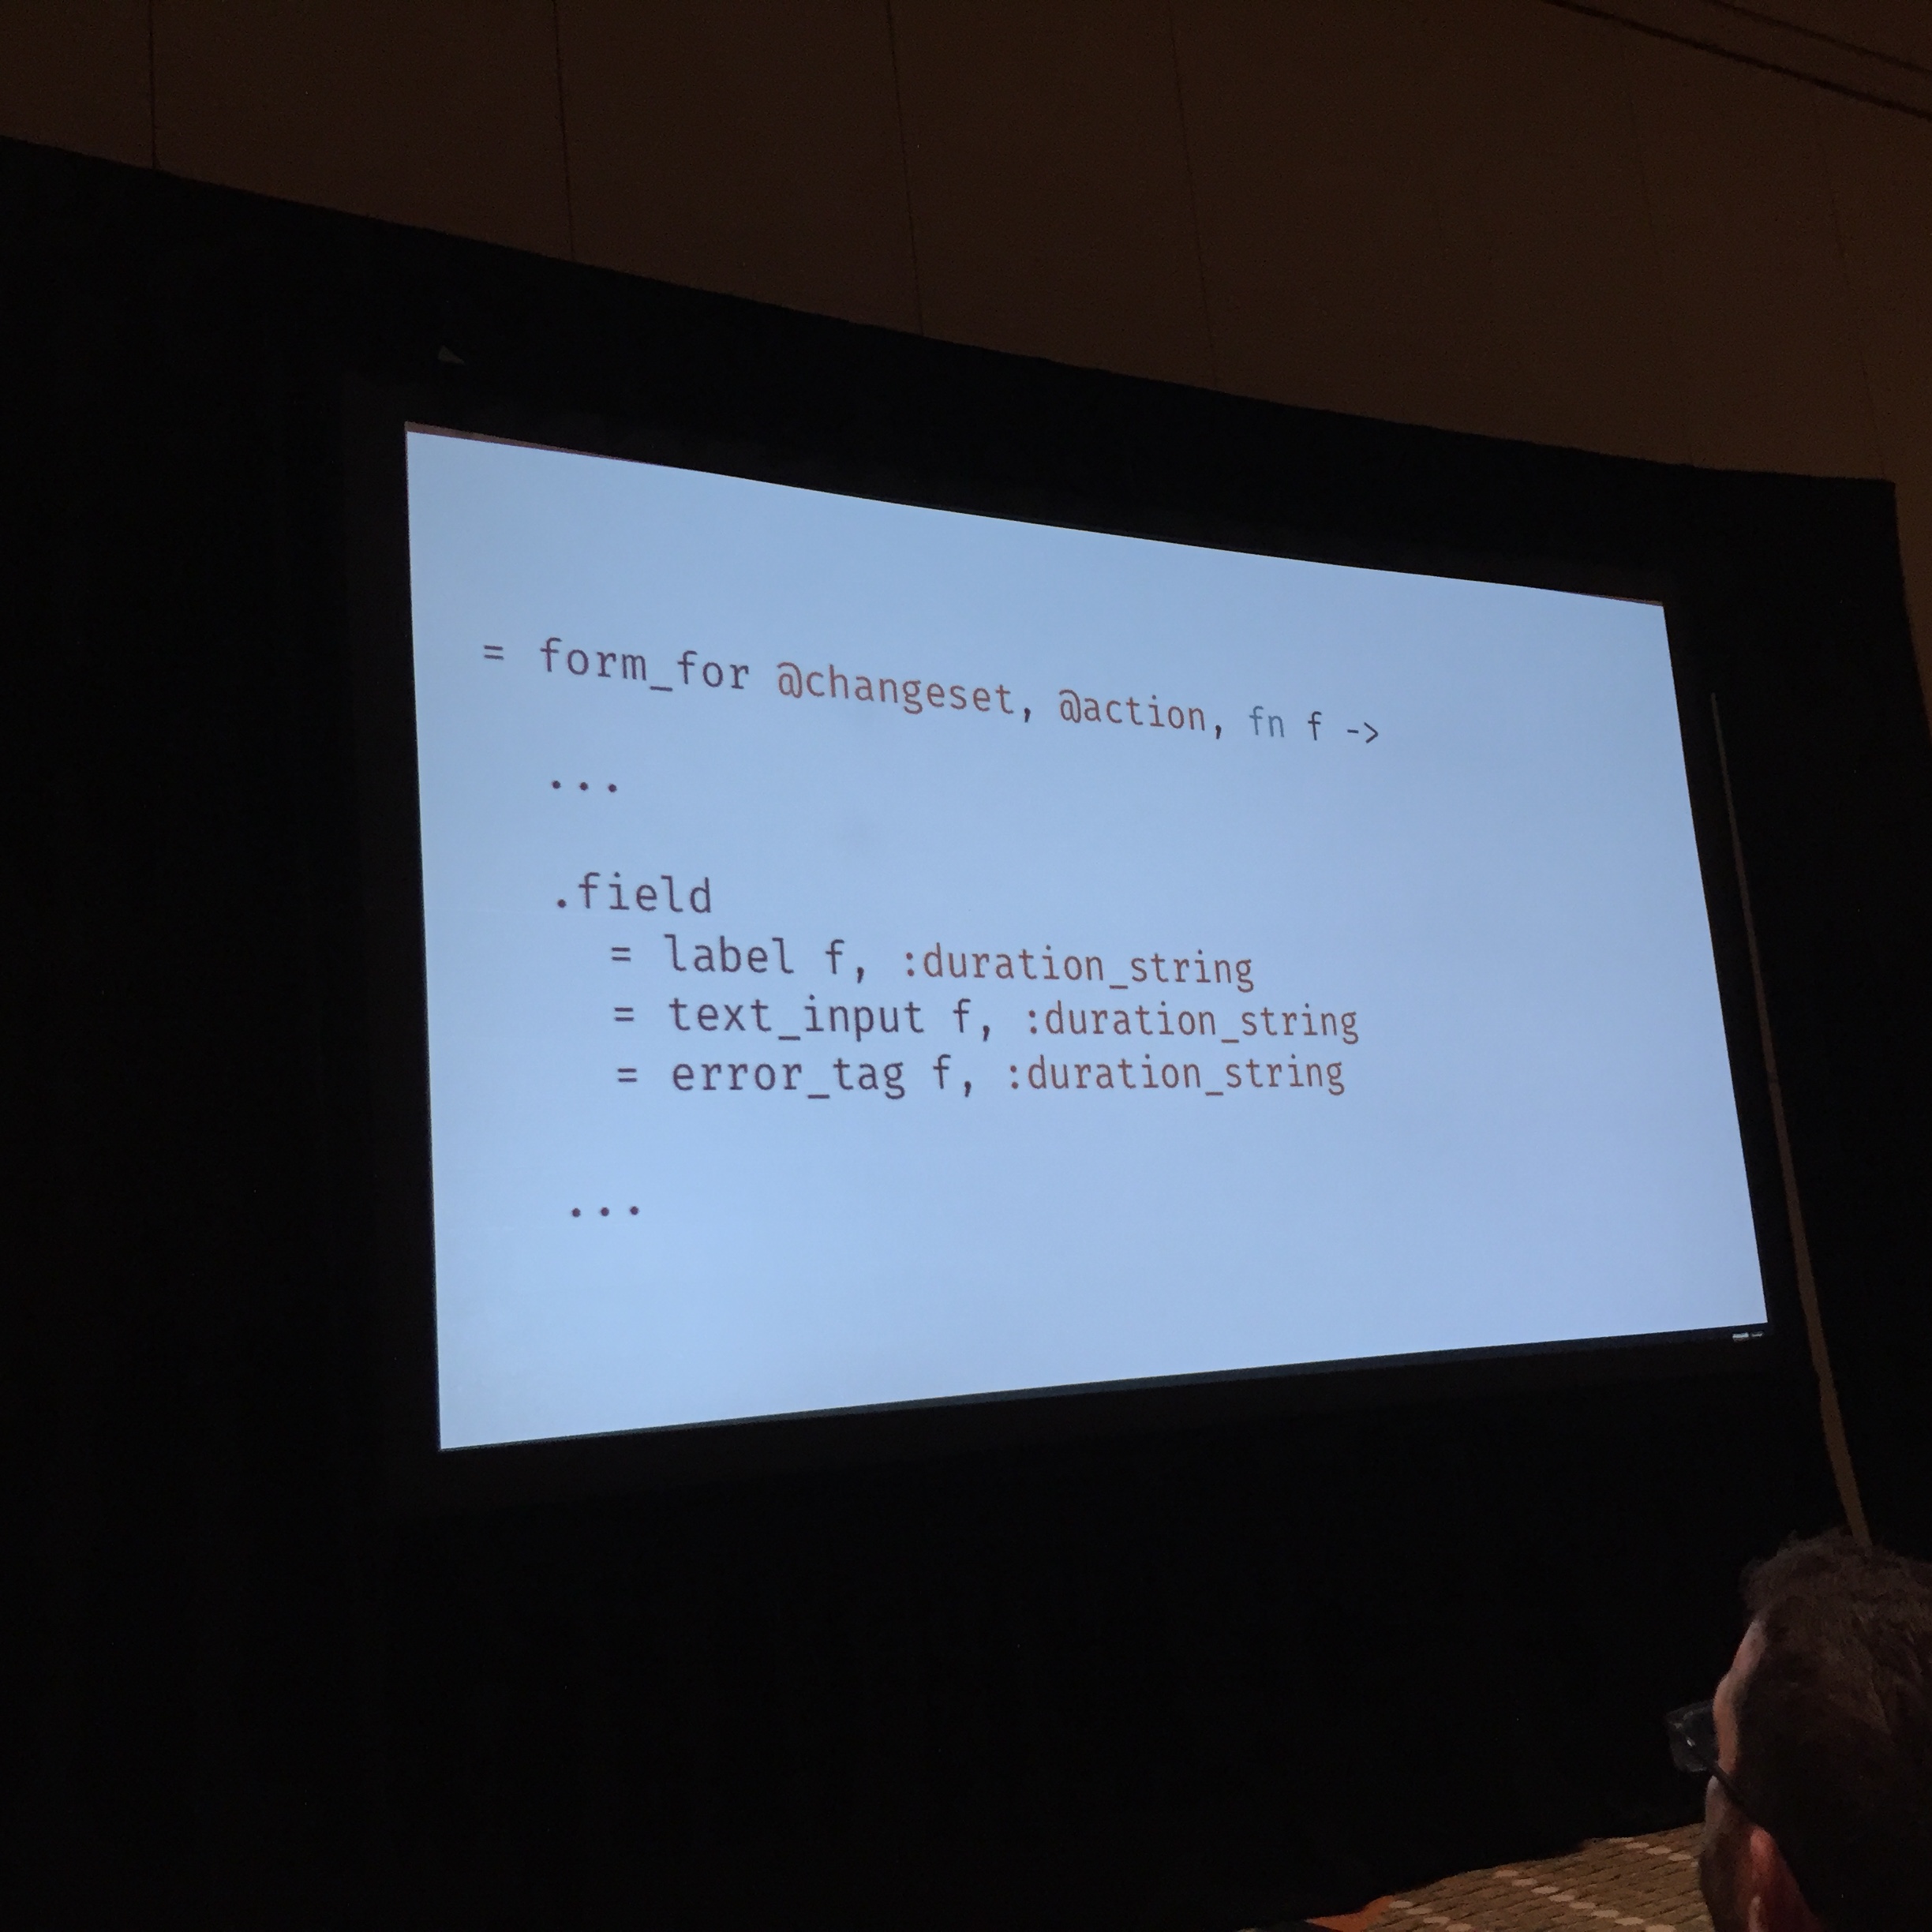 = form_for @changeset, @action, fn f ->
...
.field
= label f, :duration_string
= text_input f, :duration_string
= error_tag f, :duration_string
...